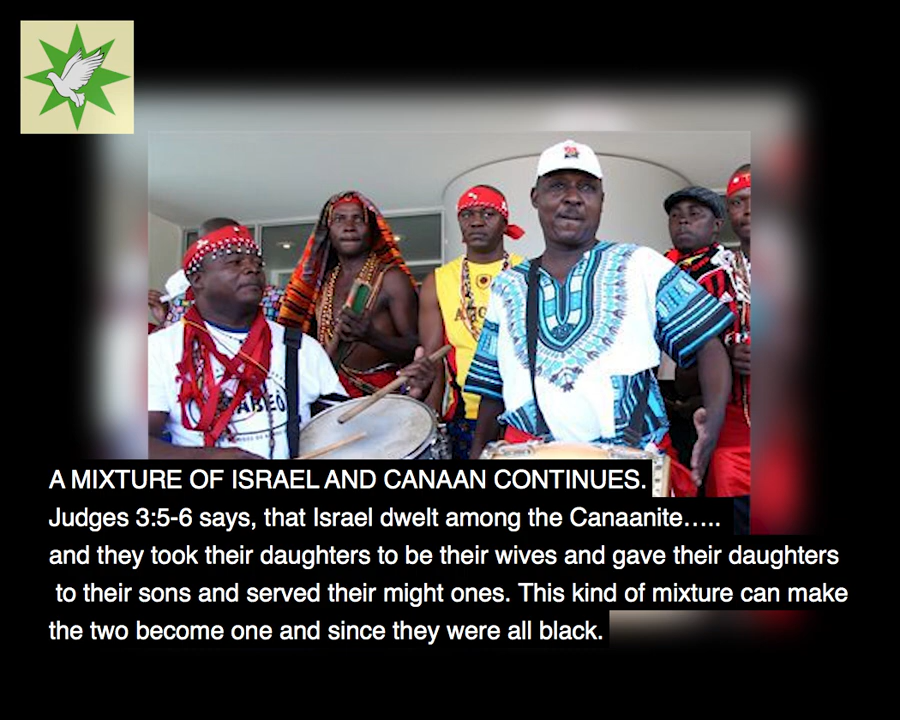 A MIXTURE OF ISRAEL AND CANAAN CONTINUES.
Judges 3:5-6 says, that Israel dwelt among the Canaanite.....
and they took their daughters to be their wives and gave their daughters
to their sons and served their might ones. This kind of mixture can make
the two become one and since they were all black.